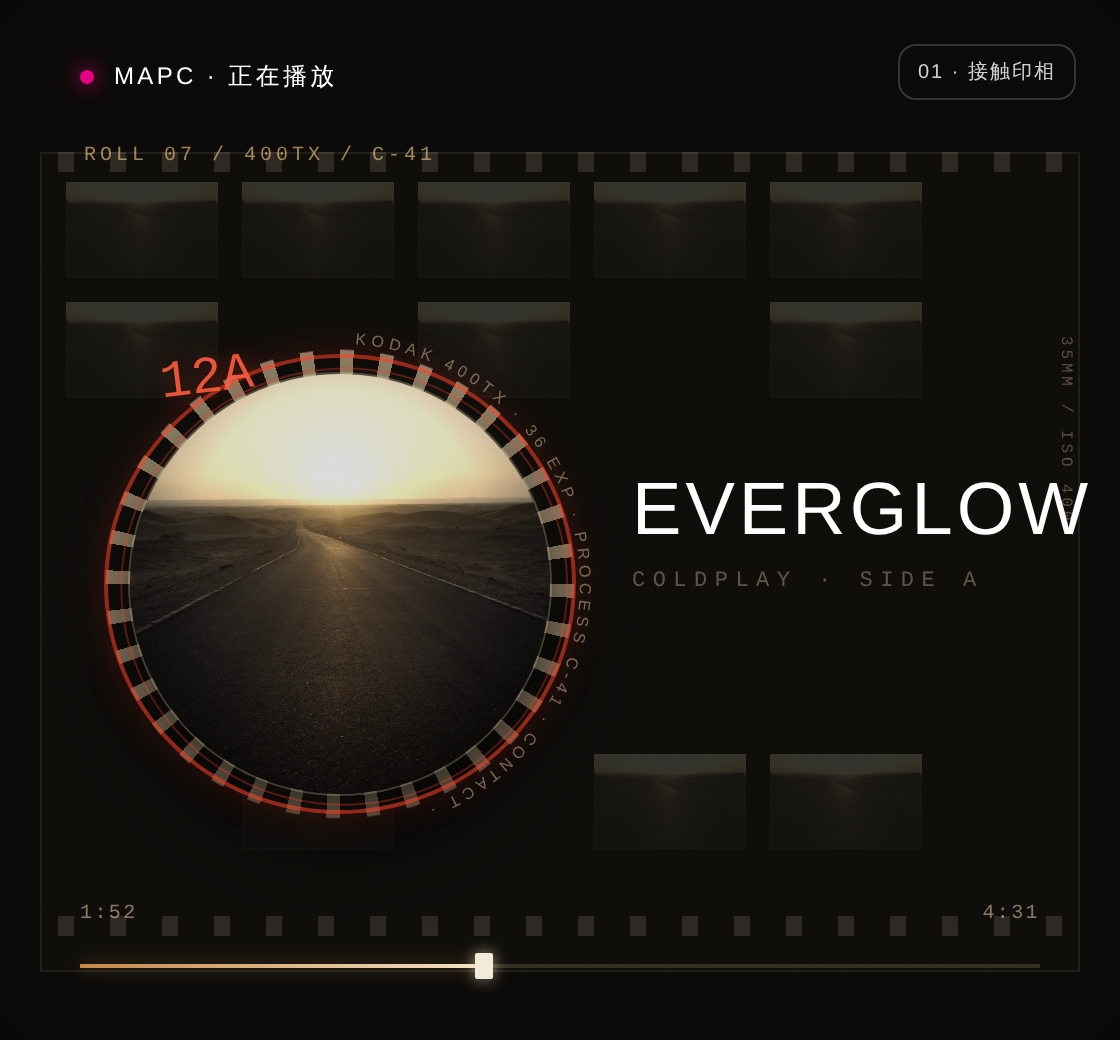 MAPC · 正在播放
01 · 接触印相
ROLL 07 / 400TX / C-41
12A
KODAK 400TX · 36 EXP · PROCESS C-41 · CONTACT ·
35MM / ISO 400
EVERGLOW
COLDPLAY · SIDE A
1:52
4:31